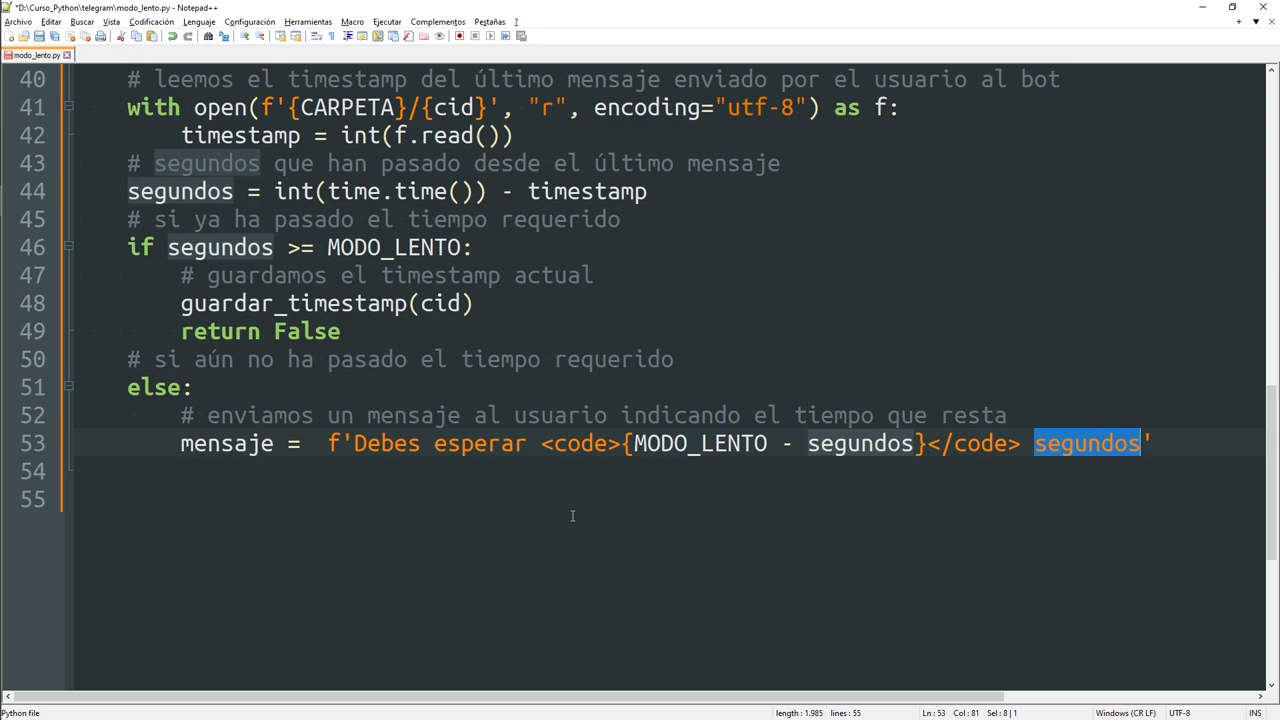 *D:\Curso_Python\telegram\modo_lento.py - Notepad++
Archivo Editar Buscar Vista Codificación Lenguaje Configuración Herramientas Macro Ejecutar Complementos Pestañas ?
modo_lento.py
40 # leemos el timestamp del último mensaje enviado por el usuario al bot
41 with open(f'{CARPETA}/{cid}', "r", encoding="utf-8") as f:
42 timestamp = int(f.read())
43 # segundos que han pasado desde el último mensaje
44 segundos = int(time.time()) - timestamp
45 # si ya ha pasado el tiempo requerido
46 if segundos >= MODO_LENTO:
47 # guardamos el timestamp actual
48 guardar_timestamp(cid)
49 return False
50 # si aún no ha pasado el tiempo requerido
51 else:
52 # enviamos un mensaje al usuario indicando el tiempo que resta
53 mensaje =  f'Debes esperar <code>{MODO_LENTO - segundos}</code> segundos'
54
55
Python file length : 1.985 lines : 55 Ln : 53 Col : 81 Sel : 8 | 1 Windows (CR LF) UTF-8 INS